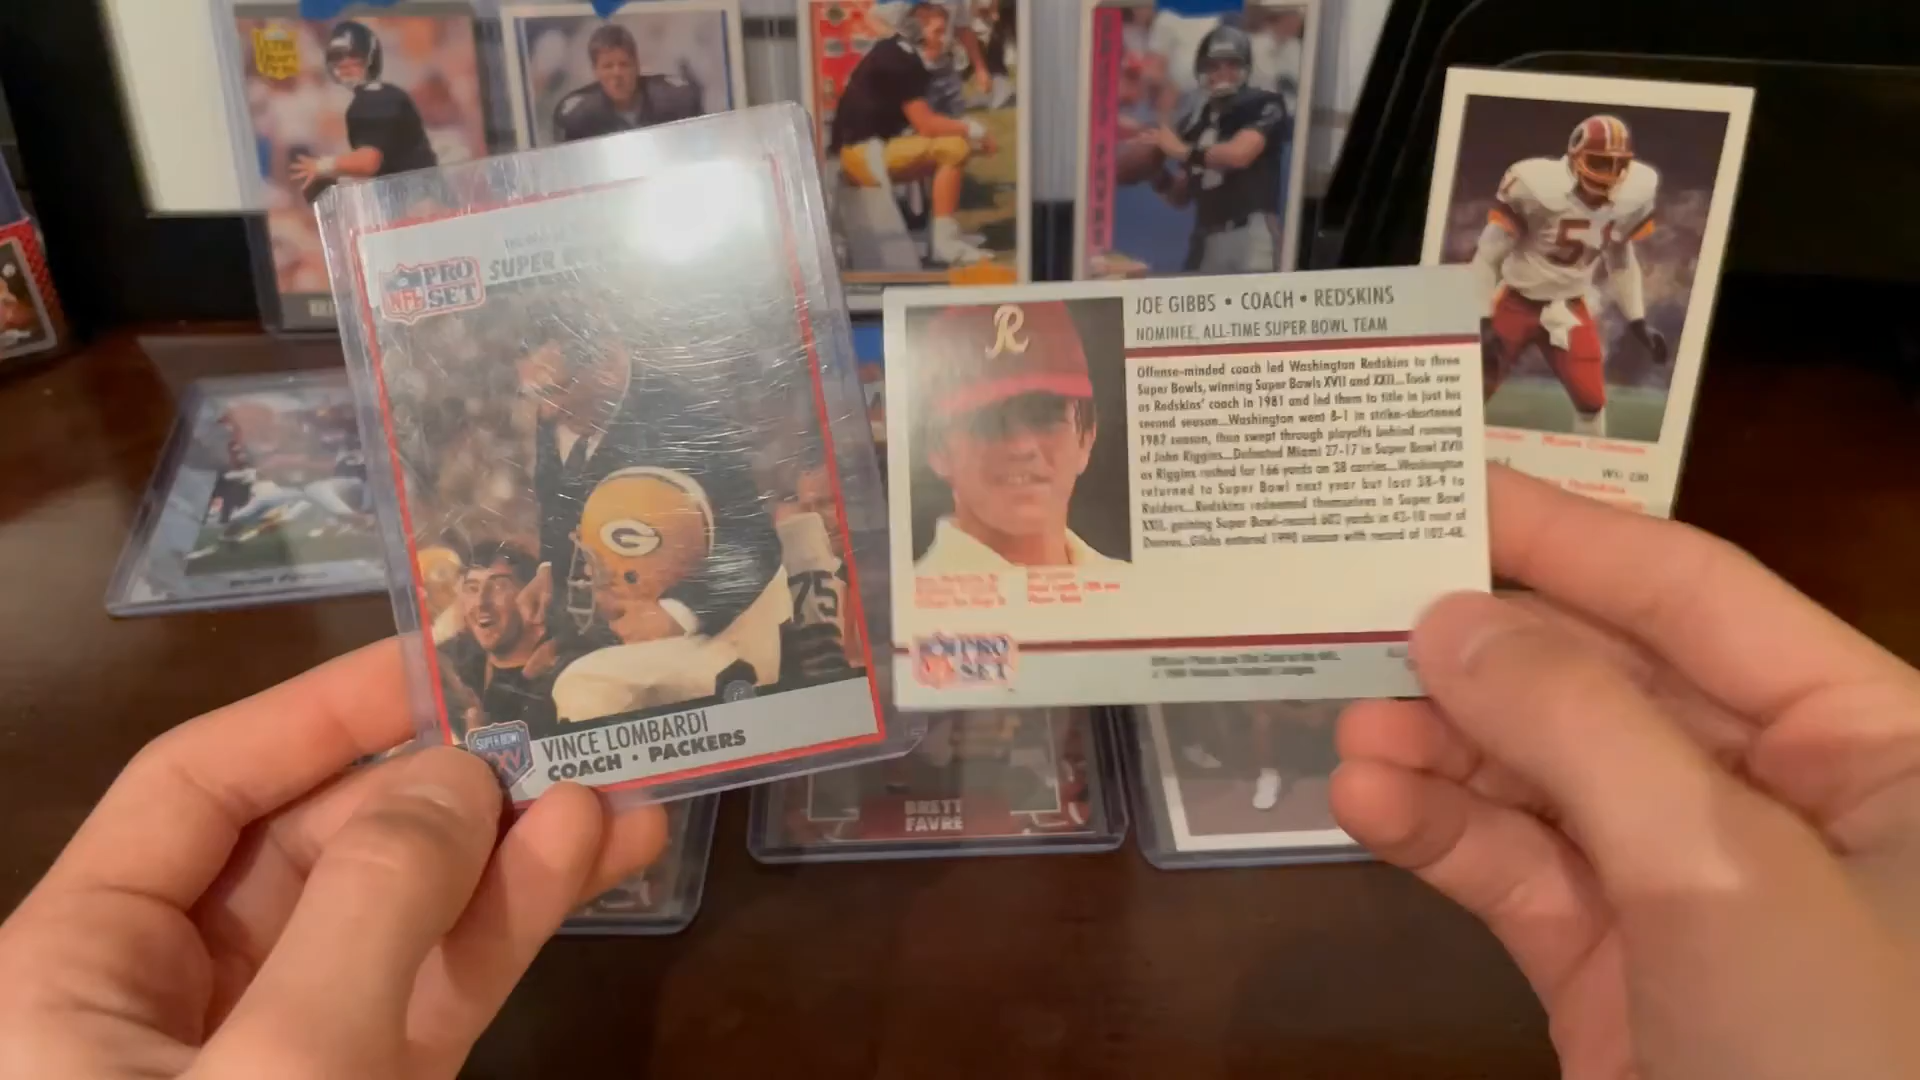 SUPER
NFL PRO SET
VINCE LOMBARDI
COACH • PACKERS
SUPER BOWL
XXV
75
G
R
JOE GIBBS • COACH • REDSKINS
NOMINEE, ALL-TIME SUPER BOWL TEAM
Offense-minded coach led Washington Redskins to three
Super Bowls, winning Super Bowls XVII and XXII...Took over
as Redskins' coach in 1981 and led them to title in just his
second season...Washington went 8-1 in strike-shortened
1982 season, then swept through playoffs behind running
of John Riggins...Defeated Miami 27-17 in Super Bowl XVII
as Riggins rushed for 166 yards on 38 carries...Washington
returned to Super Bowl next year but lost 38-9 to
Raiders...Redskins redeemed themselves in Super Bowl
XXII, gaining Super Bowl-record 602 yards in 42-10 rout of
Denver...Gibbs entered 1990 season with record of 102-48.
PRO SET
BRETT
FAVRE